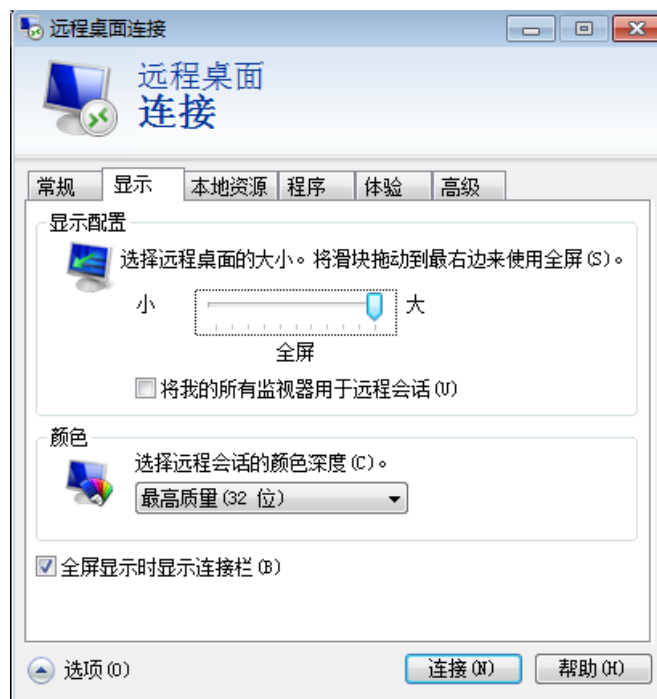 远程桌面连接
远程桌面
连接
常规 显示 本地资源 程序 体验 高级
显示配置
选择远程桌面的大小。将滑块拖动到最右边来使用全屏(S)。
小 大
全屏
将我的所有监视器用于远程会话(U)
颜色
选择远程会话的颜色深度(C)。
最高质量(32 位)
全屏显示时显示连接栏(B)
选项(O) 连接(N) 帮助(H)